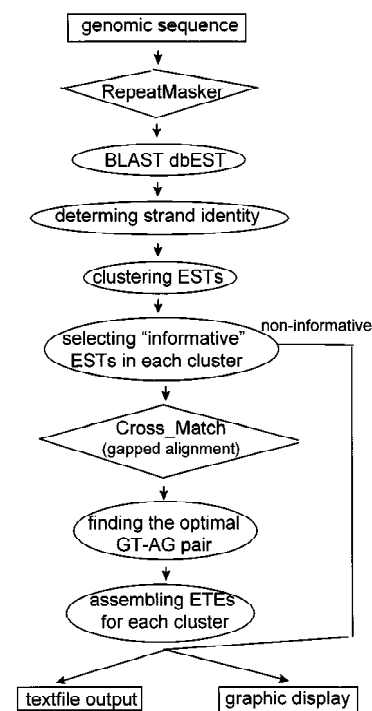 genomic sequence
RepeatMasker
BLAST dbEST
determing strand identity
clustering ESTs
non-informative
selecting "informative"
ESTs in each cluster
Cross_Match
(gapped alignment)
finding the optimal
GT-AG pair
assembling ETEs
for each cluster
textfile output
graphic display